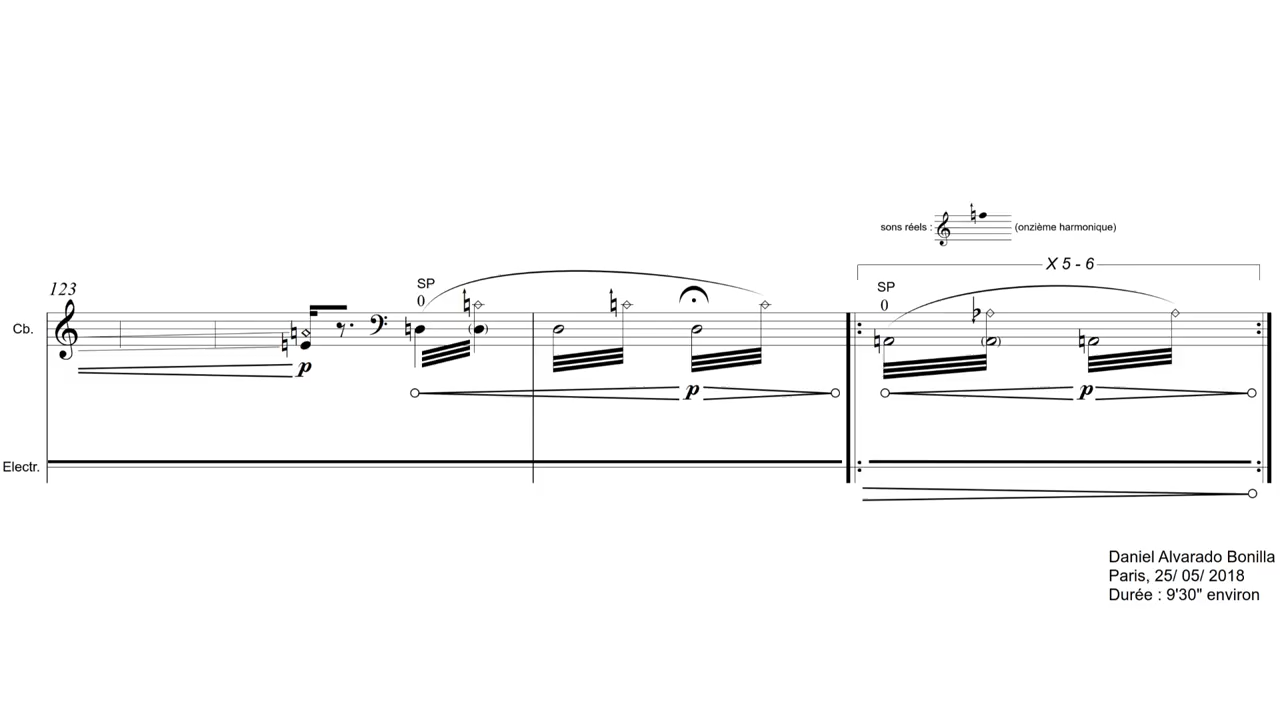 sons réels : (onzième harmonique)
X 5 - 6
123
SP
0
SP
0
Cb.
p
p
p
Electr.
Daniel Alvarado Bonilla
Paris, 25/ 05/ 2018
Durée : 9'30" environ